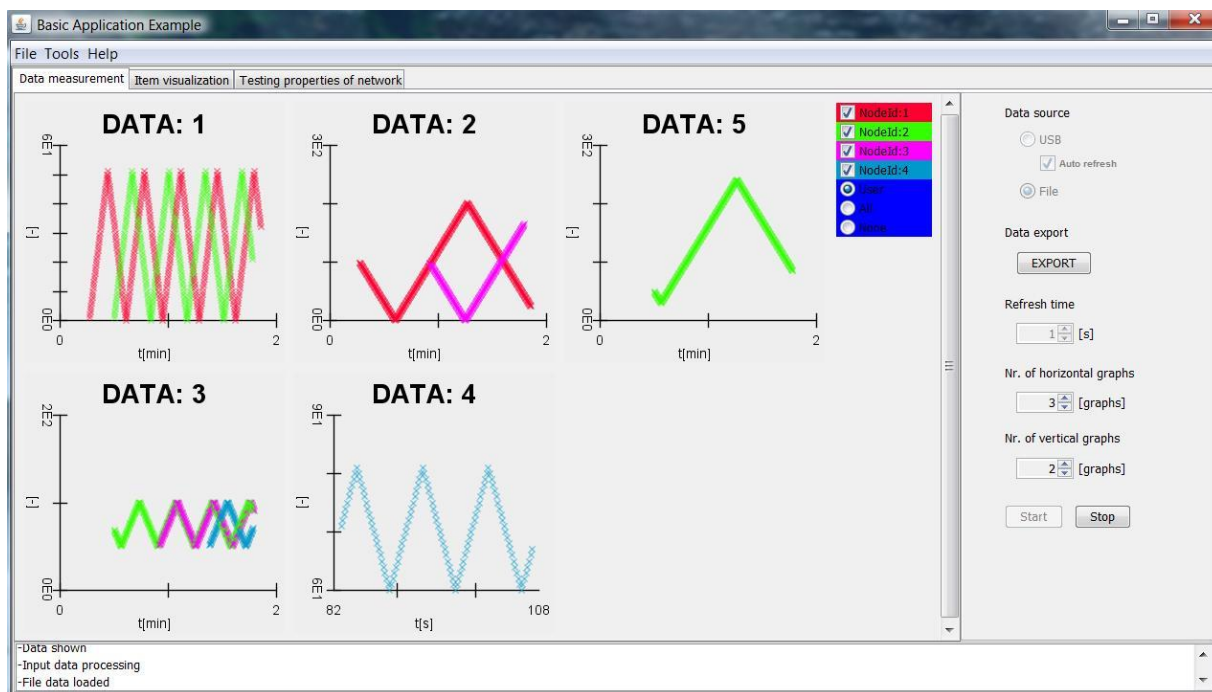 Basic Application Example
File Tools Help
Data measurement Item visualization Testing properties of network
DATA: 1
6E1
[-]
0E0
0
2
t[min]
DATA: 2
3E2
[-]
0E0
0
2
t[min]
DATA: 5
3E2
[-]
0E0
0
2
t[min]
NodeId:1
NodeId:2
NodeId:3
NodeId:4
User
All
None
DATA: 3
2E2
[-]
0E0
0
2
t[min]
DATA: 4
9E1
[-]
6E1
82
108
t[s]
Data source
USB
Auto refresh
File
Data export
EXPORT
Refresh time
1 [s]
Nr. of horizontal graphs
3 [graphs]
Nr. of vertical graphs
2 [graphs]
Start Stop
-Data shown
-Input data processing
-File data loaded